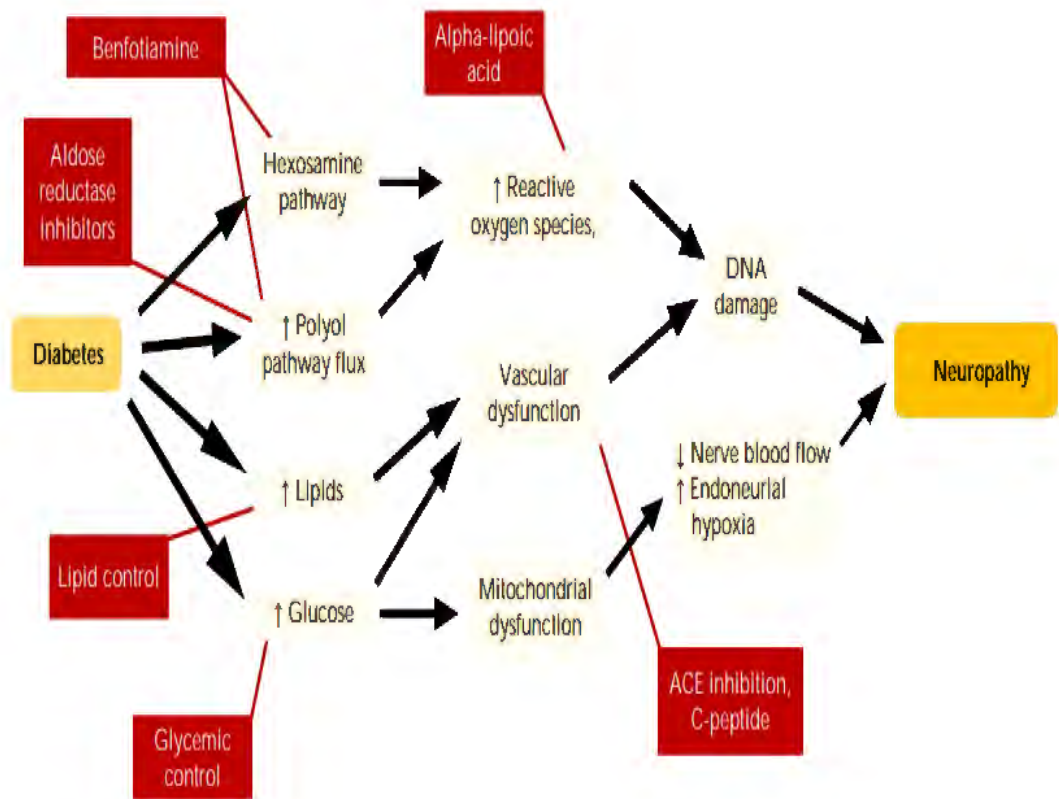 Benfotiamine
Alpha-lipoic
acid
Aldose
reductase
inhibitors
Hexosamine
pathway
↑ Reactive
oxygen species,
DNA
damage
Diabetes
↑ Polyol
pathway flux
Vascular
dysfunction
Neuropathy
↓ Nerve blood flow
↑ Endoneurial
hypoxia
↑ Lipids
Lipid control
↑ Glucose
Mitochondrial
dysfunction
ACE inhibition,
C-peptide
Glycemic
control